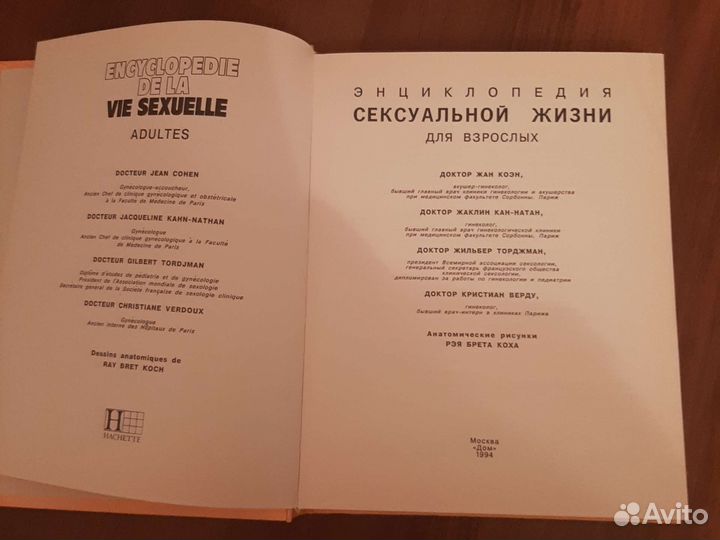 ENCYCLOPEDIE
DE LA
VIE SEXUELLE
ADULTES
DOCTEUR JEAN COHEN
Gynécologue-accoucheur,
Ancien Chef de clinique gynécologique et obstétricale
à la Faculté de Médecine de Paris
DOCTEUR JACQUELINE KAHN-NATHAN
Gynécologue
Ancien Chef de clinique gynécologique à la Faculté
de Médecine de Paris
DOCTEUR GILBERT TORDJMAN
Diplôme d'études de pédiatrie et de gynécologie
Président de l'Association mondiale de sexologie
Secrétaire général de la Société française de sexologie clinique
DOCTEUR CHRISTIANE VERDOUX
Gynécologue
Ancien interne des Hôpitaux de Paris
Dessins anatomiques de
RAY BRET KOCH
H
HACHETTE
ЭНЦИКЛОПЕДИЯ
СЕКСУАЛЬНОЙ ЖИЗНИ
ДЛЯ ВЗРОСЛЫХ
ДОКТОР ЖАН КОЭН,
акушер-гинеколог,
бывший главный врач клиники гинекологии и акушерства
при медицинском факультете Сорбонны. Париж
ДОКТОР ЖАКЛИН КАН-НАТАН,
гинеколог,
бывший главный врач гинекологической клиники
при медицинском факультете Сорбонны. Париж
ДОКТОР ЖИЛЬБЕР ТОРДЖМАН,
президент Всемирной ассоциации сексологии,
генеральный секретарь французского общества
клинической сексологии,
дипломирован за работы по гинекологии и педиатрии
ДОКТОР КРИСТИАН ВЕРДУ,
гинеколог,
бывший врач-интерн в клиниках Парижа
Анатомические рисунки
РЭЯ БРЕТА КОХА
Москва
«Дом»
1994
Avito